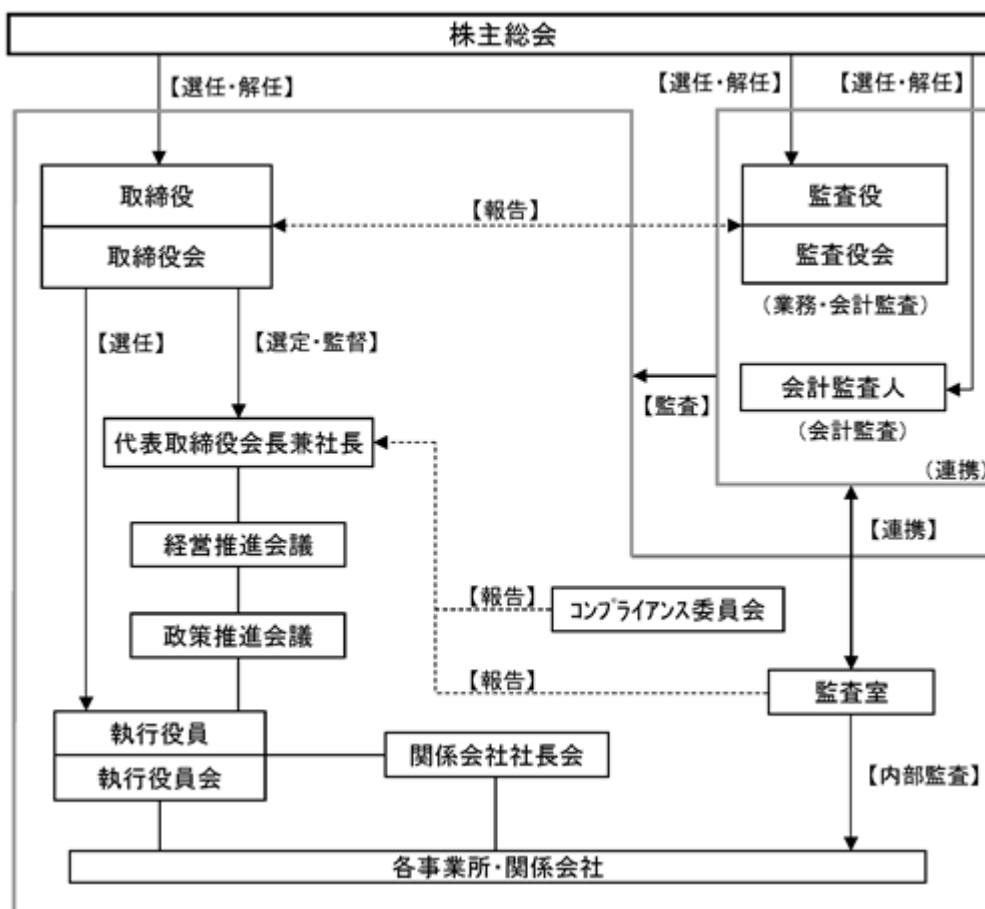 株主総会
【選任・解任】
【選任・解任】
【選任・解任】
取締役
取締役会
【報告】
監査役
監査役会
(業務・会計監査)
【選任】
【選定・監督】
【監査】
会計監査人
(会計監査)
(連携)
代表取締役会長兼社長
経営推進会議
【連携】
【報告】
コンプライアンス委員会
政策推進会議
【報告】
監査室
執行役員
執行役員会
関係会社社長会
【内部監査】
各事業所・関係会社